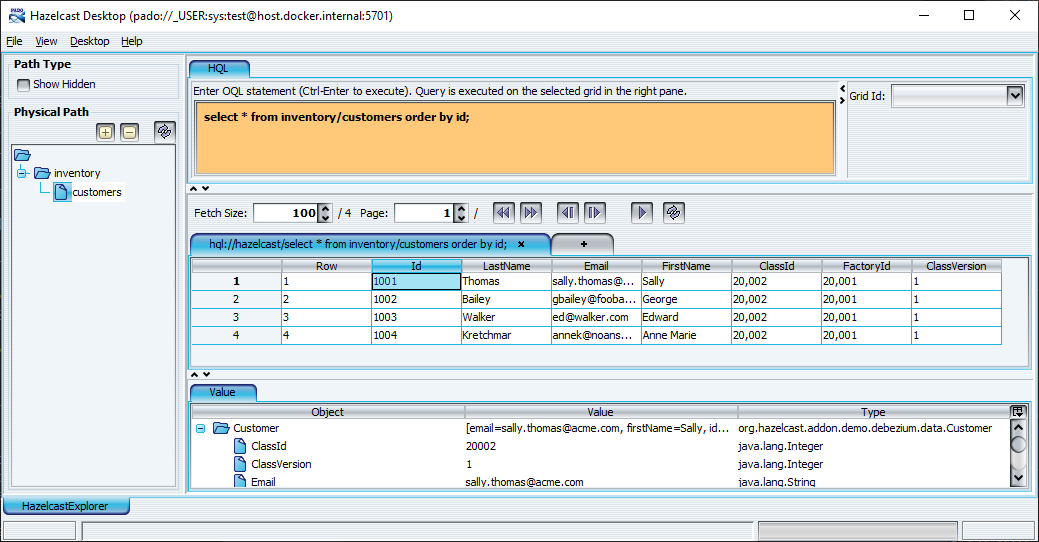 Hazelcast Desktop (pado://_USER:sys:test@host.docker.internal:5701)
File View Desktop Help
Path Type
Show Hidden
Physical Path
inventory
customers
HQL
Enter OQL statement (Ctrl-Enter to execute). Query is executed on the selected grid in the right pane.
select * from inventory/customers order by id;
Grid Id:
Fetch Size: 100 / 4 Page: 1 /
hql://hazelcast/select * from inventory/customers order by id; × +
Row Id LastName Email FirstName ClassId FactoryId ClassVersion
1 1 1001 Thomas sally.thomas@... Sally 20,002 20,001 1
2 2 1002 Bailey gbailey@fooba... George 20,002 20,001 1
3 3 1003 Walker ed@walker.com Edward 20,002 20,001 1
4 4 1004 Kretchmar annek@noans... Anne Marie 20,002 20,001 1
Value
Object Value Type
Customer [email=sally.thomas@acme.com, firstName=Sally, id... org.hazelcast.addon.demo.debezium.data.Customer
ClassId 20002 java.lang.Integer
ClassVersion 1 java.lang.Integer
Email sally.thomas@acme.com java.lang.String
HazelcastExplorer